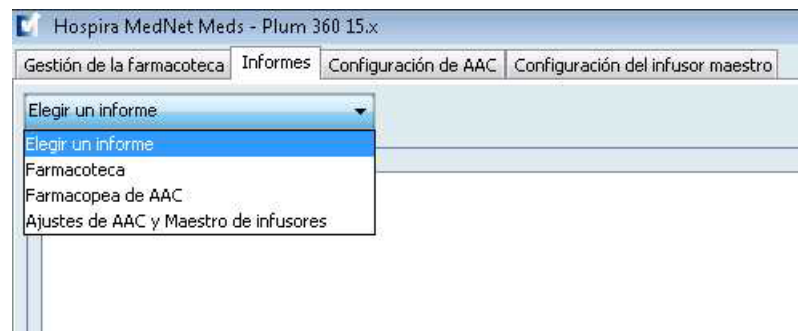 Hospira MedNet Meds - Plum 360 15.x
Gestión de la farmacoteca Informes Configuración de AAC Configuración del infusor maestro
Elegir un informe
Elegir un informe
Farmacoteca
Farmacopea de AAC
Ajustes de AAC y Maestro de infusores